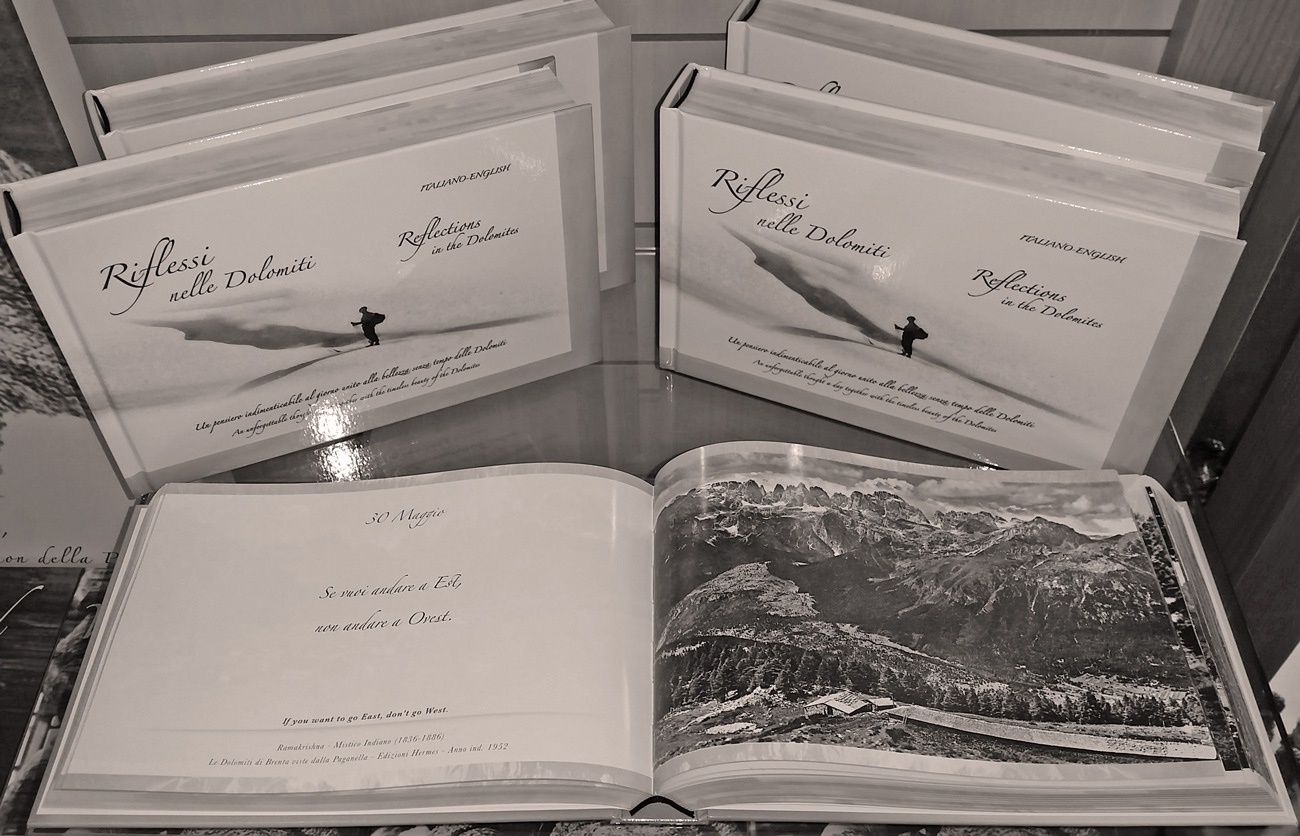 ITALIANO-ENGLISH
Riflessi
nelle Dolomiti
Reflections
in the Dolomites
Un pensiero indimenticabile al giorno unito alla bellezza senza tempo delle Dolomiti
An unforgettable thought a day together with the timeless beauty of the Dolomites
Riflessi
nelle Dolomiti
ITALIANO-ENGLISH
Reflections
in the Dolomites
Un pensiero indimenticabile al giorno unito alla bellezza senza tempo delle Dolomiti
An unforgettable thought a day together with the timeless beauty of the Dolomites
della
30 Maggio
Se vuoi andare a Est,
non andare a Ovest.
If you want to go East, don't go West.
Ramakrishna - Mistico Indiano (1836-1886)
Le Dolomiti di Brenta viste dalla Paganella - Edizioni Hermes - Anno ind. 1952